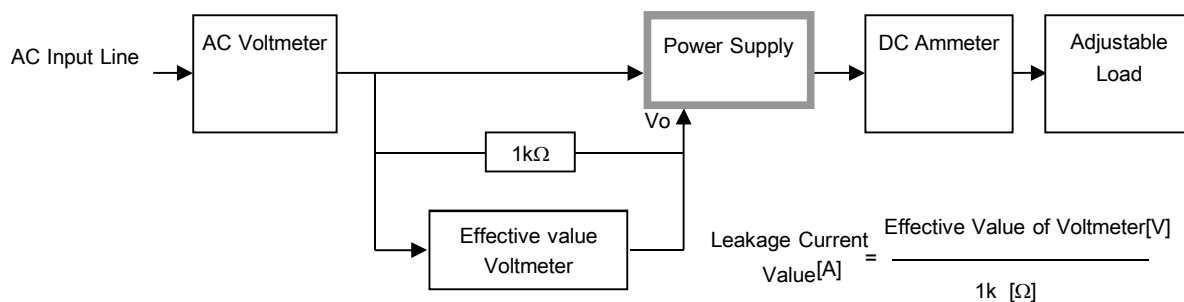 AC Input Line
AC Voltmeter
Power Supply
DC Ammeter
Adjustable
Load
Vo
1kΩ
Effective value
Voltmeter
Leakage Current
Value[A]
=
Effective Value of Voltmeter[V]
1k [Ω]